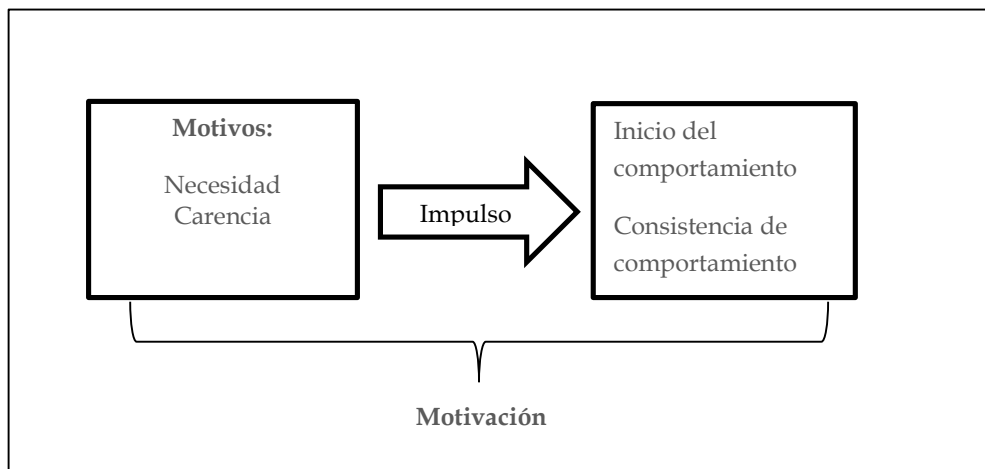 Motivos:
Necesidad
Carencia
Impulso
Inicio del
comportamiento
Consistencia de
comportamiento
Motivación